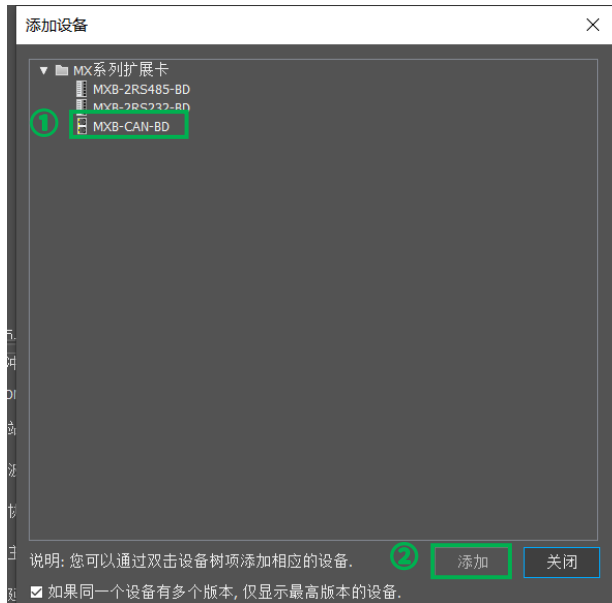 添加设备
MX系列扩展卡
MXB-2RS485-BD
MXB-2RS232-BD
① MXB-CAN-BD
说明: 您可以通过双击设备树项添加相应的设备.
② 添加 关闭
如果同一个设备有多个版本, 仅显示最高版本的设备.